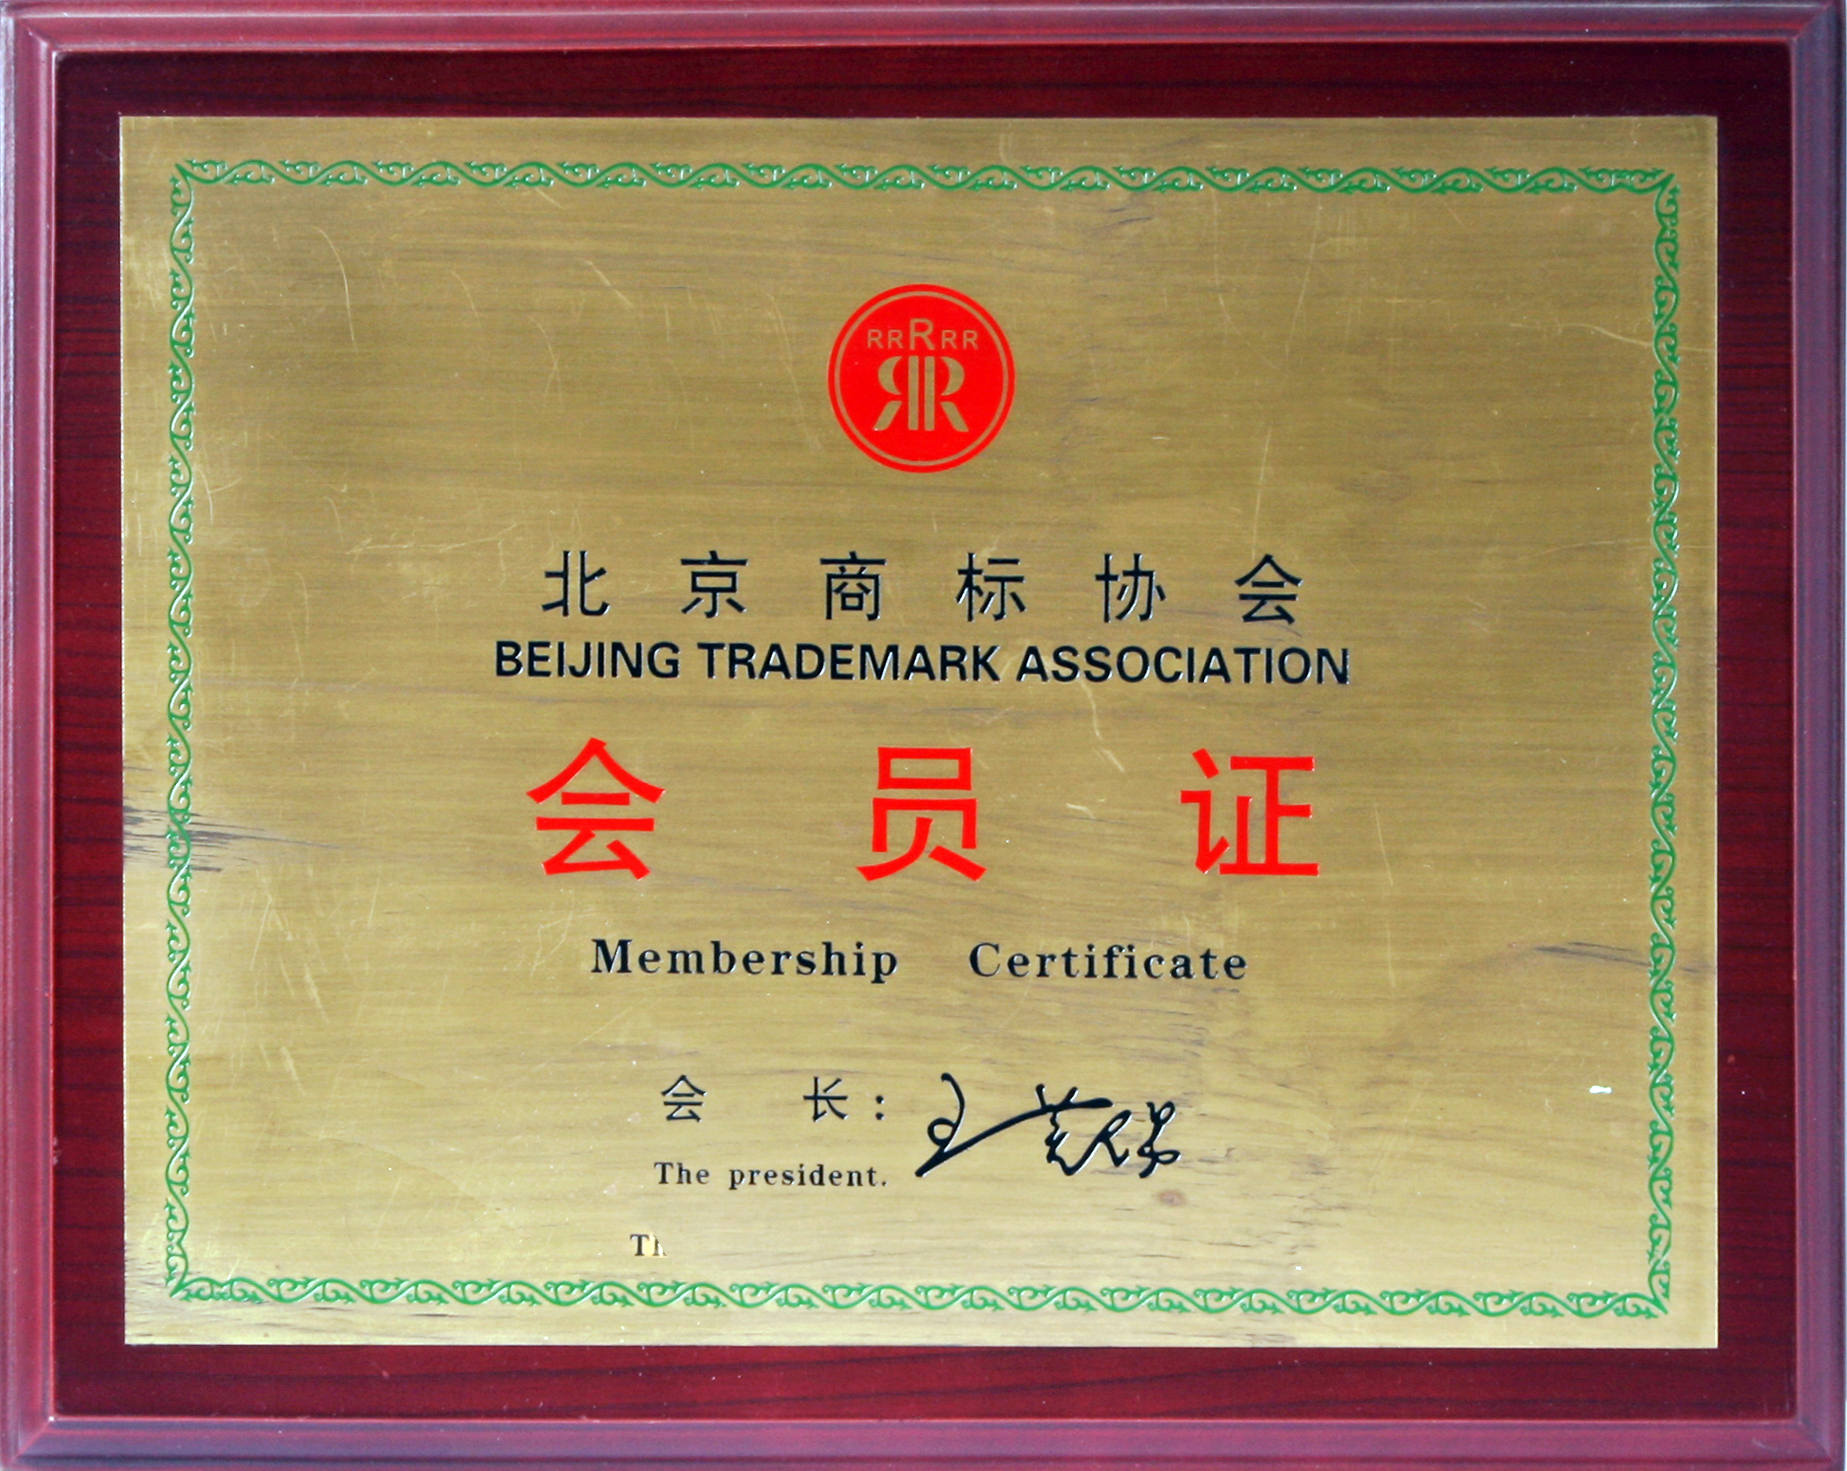 RRRRR
北京商标协会
BEIJING TRADEMARK ASSOCIATION
会员证
Membership Certificate
会 长:
The president.
Th